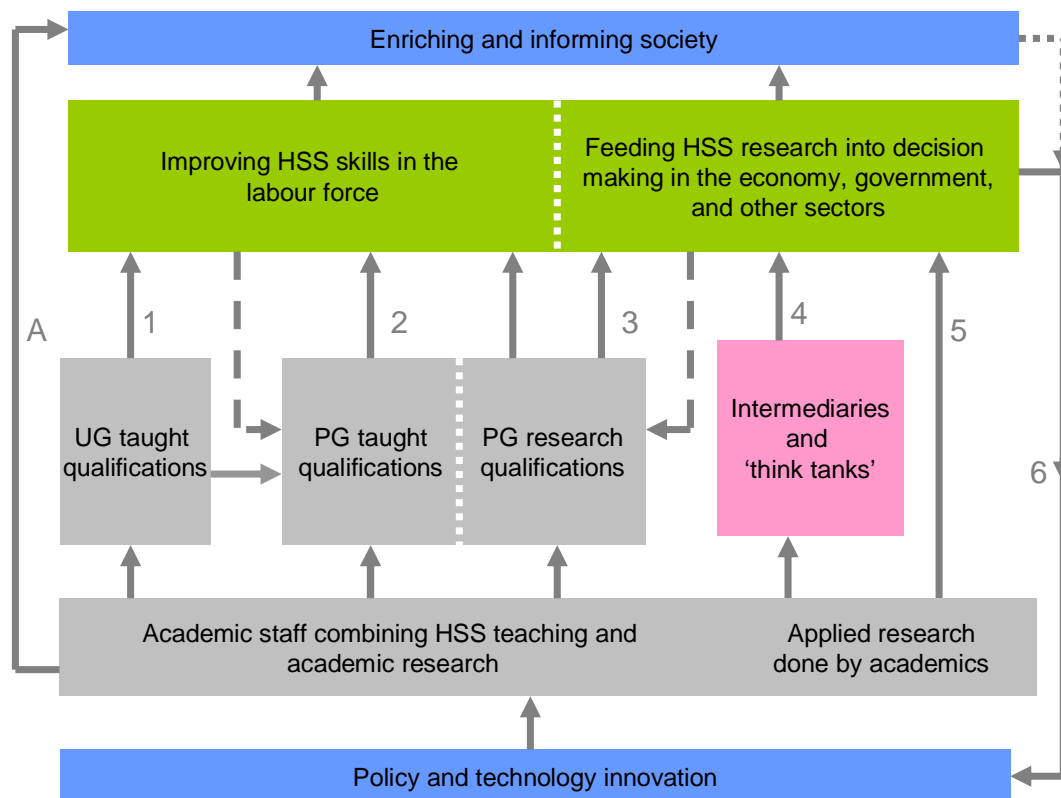 Enriching and informing society
Improving HSS skills in the
labour force
Feeding HSS research into decision
making in the economy, government,
and other sectors
A
1
2
3
4
5
6
UG taught
qualifications
PG taught
qualifications
PG research
qualifications
Intermediaries
and
‘think tanks’
Academic staff combining HSS teaching and
academic research
Applied research
done by academics
Policy and technology innovation